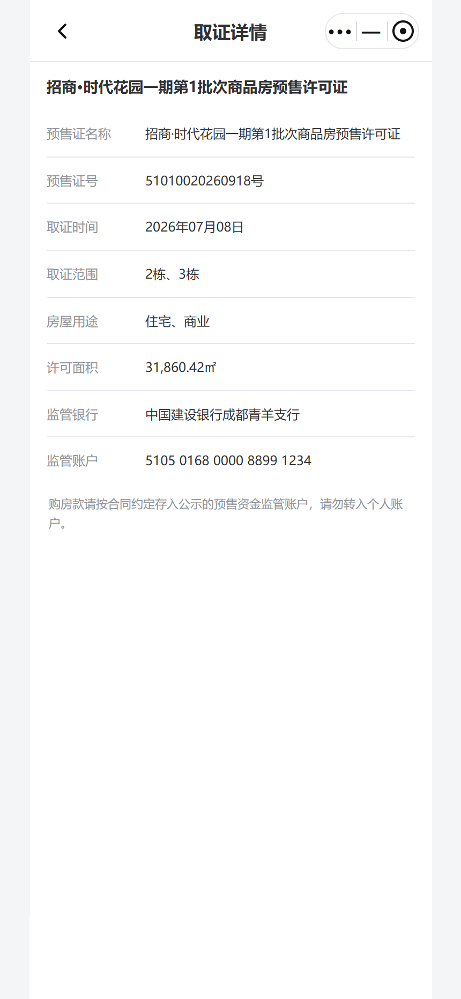 取证详情
招商·时代花园一期第1批次商品房预售许可证
预售证名称 招商·时代花园一期第1批次商品房预售许可证
预售证号 51010020260918号
取证时间 2026年07月08日
取证范围 2栋、3栋
房屋用途 住宅、商业
许可面积 31,860.42㎡
监管银行 中国建设银行成都青羊支行
监管账户 5105 0168 0000 8899 1234
购房款请按合同约定存入公示的预售资金监管账户，请勿转入个人账
户。